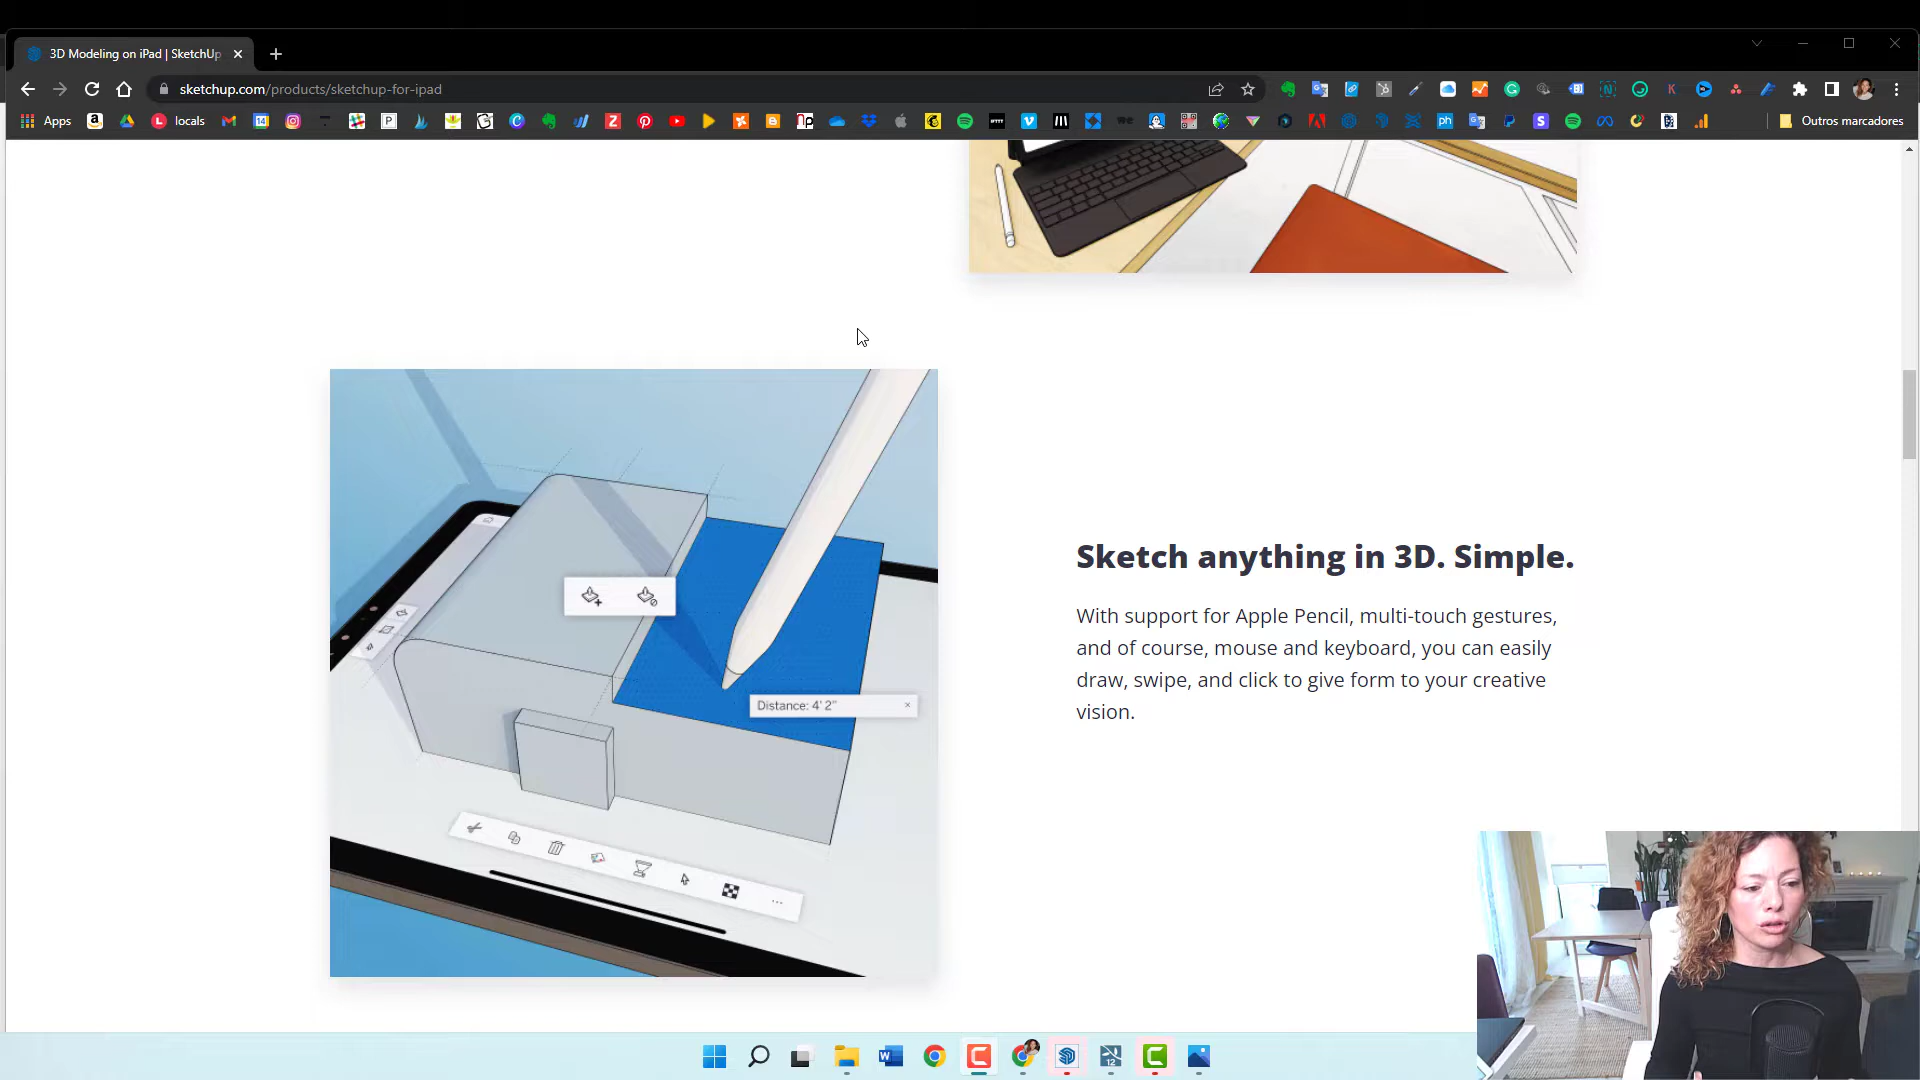 3D Modeling on iPad | SketchUp
sketchup.com/products/sketchup-for-ipad
Apps
locals
Outros marcadores
Distance: 4' 2"
Sketch anything in 3D. Simple.
With support for Apple Pencil, multi-touch gestures,
and of course, mouse and keyboard, you can easily
draw, swipe, and click to give form to your creative
vision.